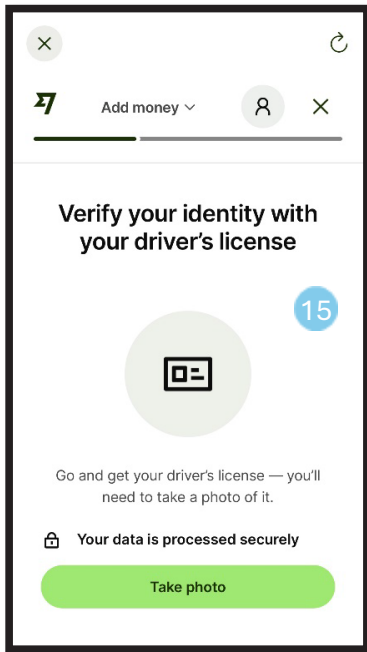 Add money
Verify your identity with
your driver’s license
15
Go and get your driver’s license — you’ll
need to take a photo of it.
Your data is processed securely
Take photo